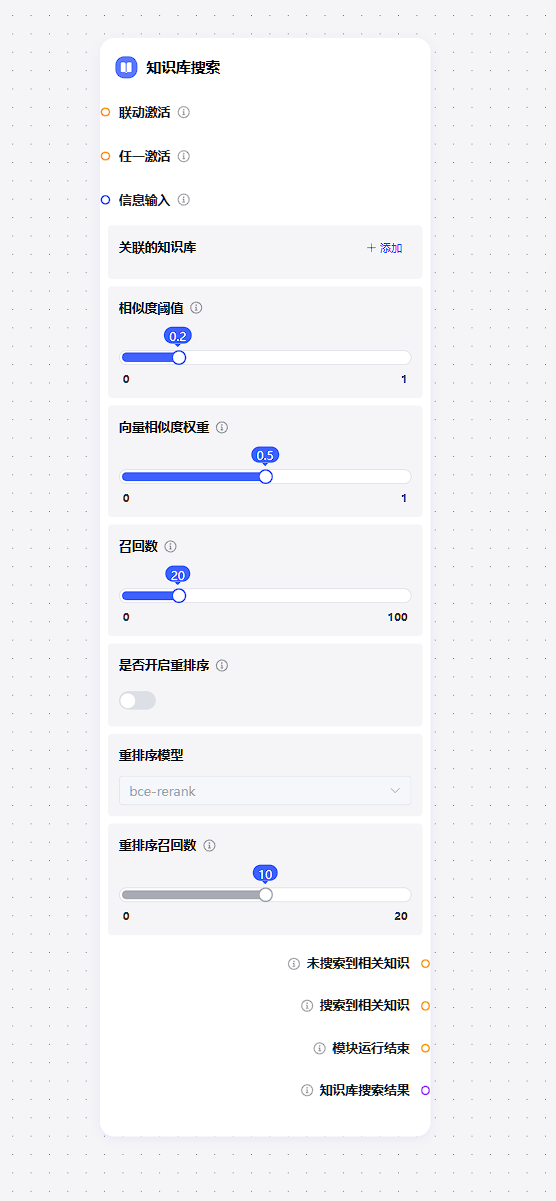 知识库搜索
联动激活
任一激活
信息输入
关联的知识库 + 添加
相似度阈值
0.2
0 1
向量相似度权重
0.5
0 1
召回数
20
0 100
是否开启重排序
重排序模型
bce-rerank
重排序召回数
10
0 20
未搜索到相关知识
搜索到相关知识
模块运行结束
知识库搜索结果